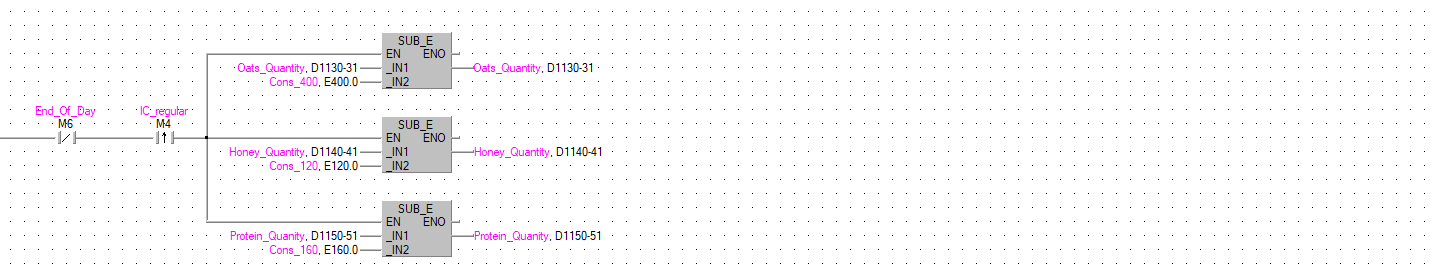 SUB_E
EN ENO
Oats_Quantity, D1130-31 _IN1 Oats_Quantity, D1130-31
Cons_400, E400.0 _IN2
End_Of_Day IC_regular
M6 M4
SUB_E
EN ENO
Honey_Quantity, D1140-41 _IN1 Honey_Quantity, D1140-41
Cons_120, E120.0 _IN2
SUB_E
EN ENO
Protein_Quanity, D1150-51 _IN1 Protein_Quanity, D1150-51
Cons_160, E160.0 _IN2